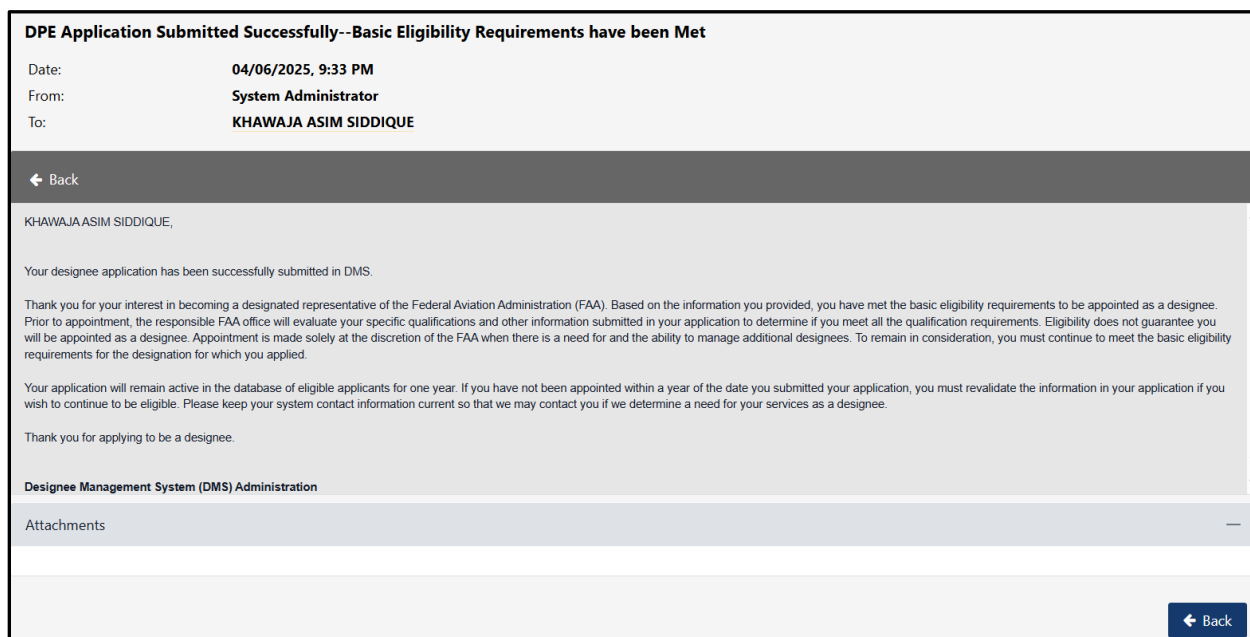 DPE Application Submitted Successfully--Basic Eligibility Requirements have been Met
Date: 04/06/2025, 9:33 PM
From: System Administrator
To: KHAWAJA ASIM SIDDIQUE
Back
KHAWAJA ASIM SIDDIQUE,
Your designee application has been successfully submitted in DMS.
Thank you for your interest in becoming a designated representative of the Federal Aviation Administration (FAA). Based on the information you provided, you have met the basic eligibility requirements to be appointed as a designee.
Prior to appointment, the responsible FAA office will evaluate your specific qualifications and other information submitted in your application to determine if you meet all the qualification requirements. Eligibility does not guarantee you
will be appointed as a designee. Appointment is made solely at the discretion of the FAA when there is a need for and the ability to manage additional designees. To remain in consideration, you must continue to meet the basic eligibility
requirements for the designation for which you applied.
Your application will remain active in the database of eligible applicants for one year. If you have not been appointed within a year of the date you submitted your application, you must revalidate the information in your application if you
wish to continue to be eligible. Please keep your system contact information current so that we may contact you if we determine a need for your services as a designee.
Thank you for applying to be a designee.
Designee Management System (DMS) Administration
Attachments
Back